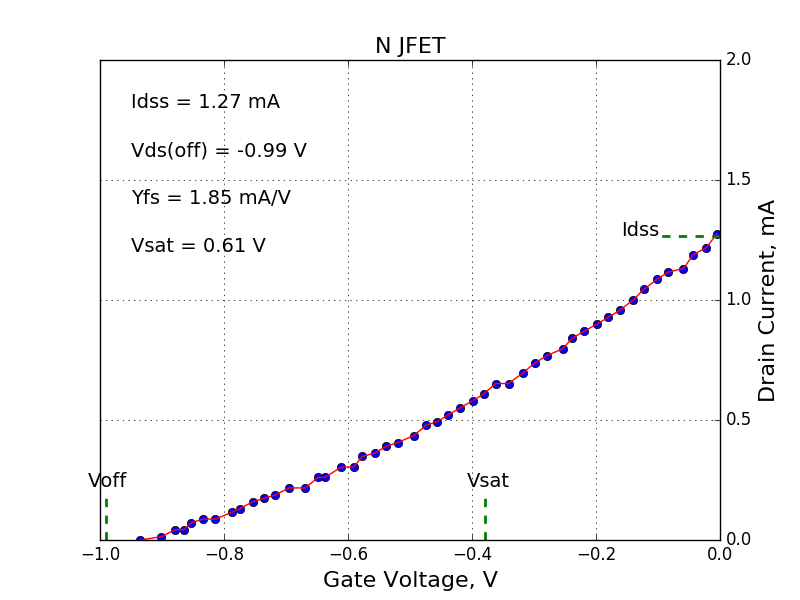 N JFET
Idss = 1.27 mA
Vds(off) = -0.99 V
Yfs = 1.85 mA/V
Vsat = 0.61 V
Idss
Voff
Vsat
2.0
1.5
1.0
0.5
0.0
Drain Current, mA
−1.0 −0.8 −0.6 −0.4 −0.2 0.0
Gate Voltage, V